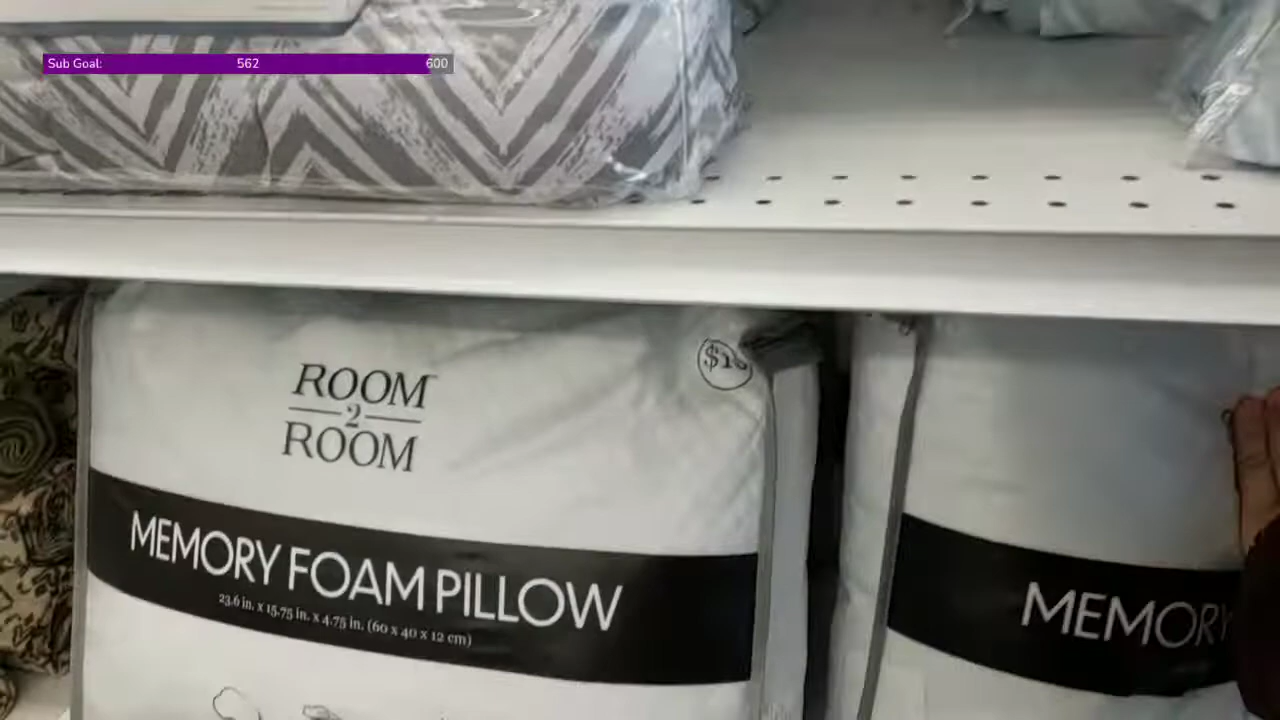 Sub Goal: 562 600
ROOM
2
ROOM
MEMORY FOAM PILLOW
23.6 in. x 15.75 in. x 4.75 in. (60 x 40 x 12 cm)
MEMORY